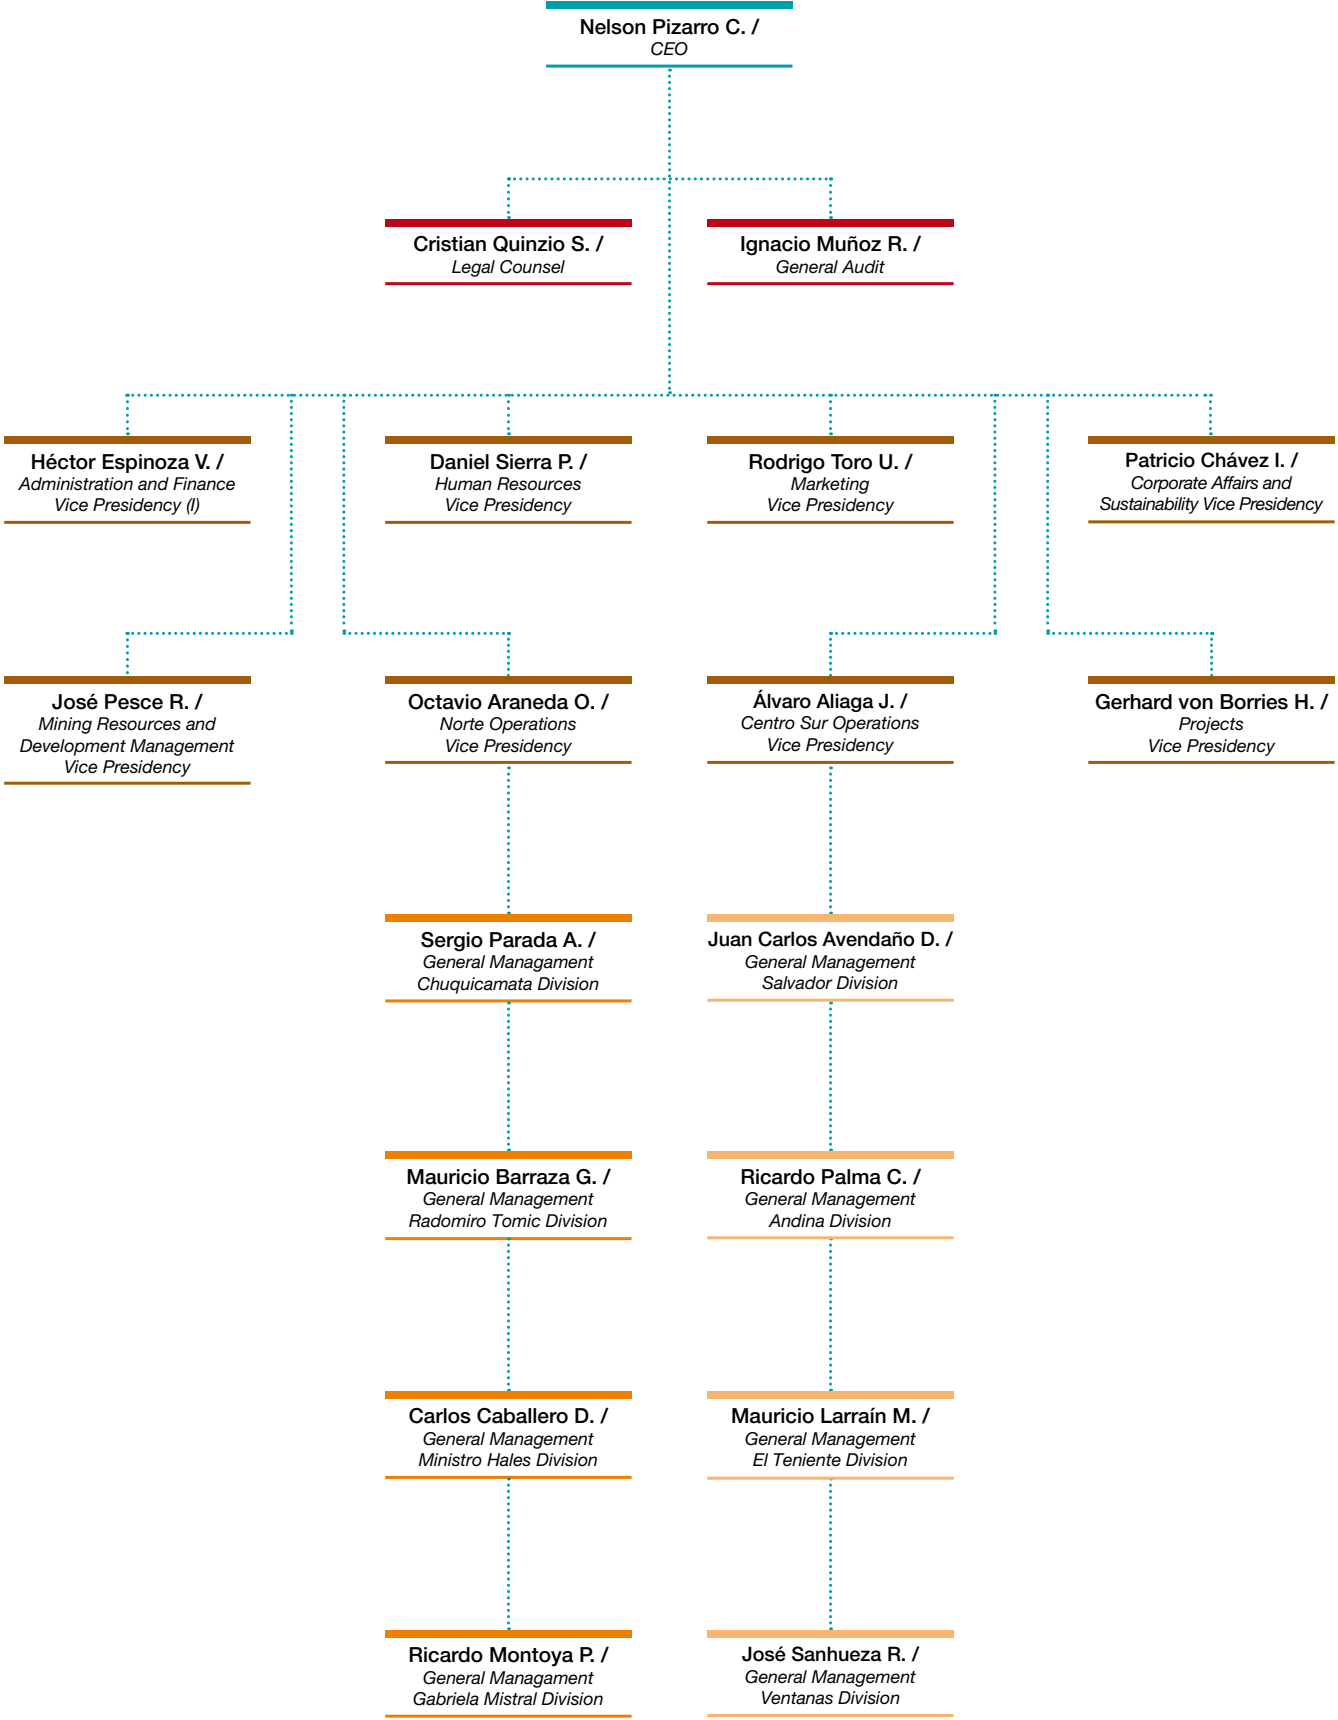 Nelson Pizarro C. /
CEO
Cristian Quinzio S. /
Legal Counsel
Ignacio Muñoz R. /
General Audit
Héctor Espinoza V. /
Administration and Finance
Vice Presidency (I)
Daniel Sierra P. /
Human Resources
Vice Presidency
Rodrigo Toro U. /
Marketing
Vice Presidency
Patricio Chávez I. /
Corporate Affairs and
Sustainability Vice Presidency
José Pesce R. /
Mining Resources and
Development Management
Vice Presidency
Octavio Araneda O. /
Norte Operations
Vice Presidency
Álvaro Aliaga J. /
Centro Sur Operations
Vice Presidency
Gerhard von Borries H. /
Projects
Vice Presidency
Sergio Parada A. /
General Managament
Chuquicamata Division
Juan Carlos Avendaño D. /
General Management
Salvador Division
Mauricio Barraza G. /
General Management
Radomiro Tomic Division
Ricardo Palma C. /
General Management
Andina Division
Carlos Caballero D. /
General Management
Ministro Hales Division
Mauricio Larraín M. /
General Management
El Teniente Division
Ricardo Montoya P. /
General Managament
Gabriela Mistral Division
José Sanhueza R. /
General Management
Ventanas Division